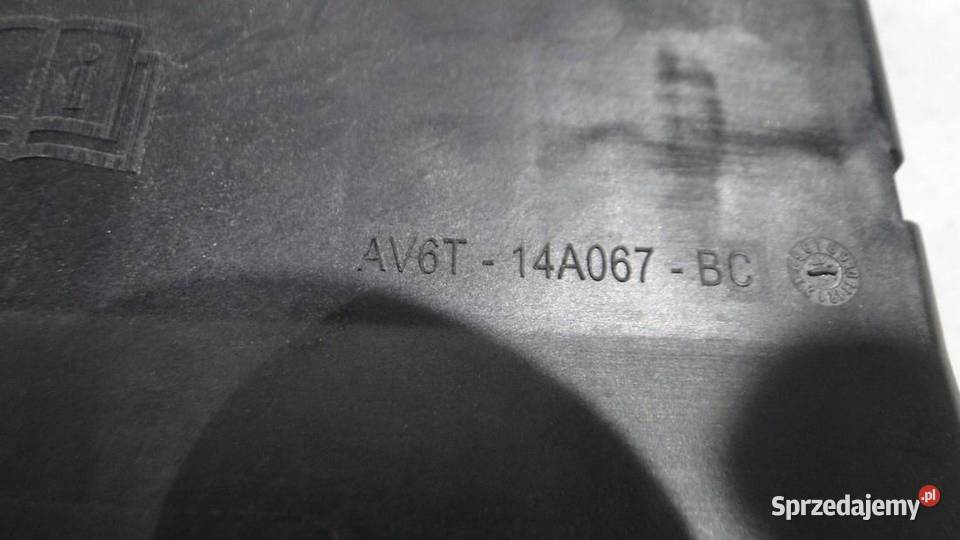 i
AV6T - 14A067 - BC
Sprzedajemy.pl